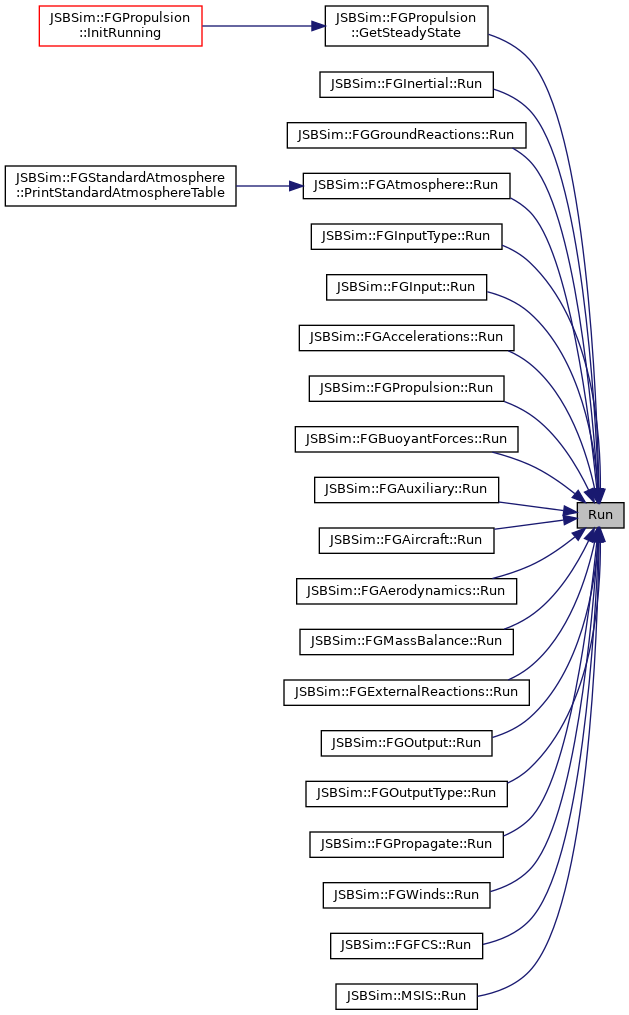 JSBSim::FGPropulsion
::InitRunning
JSBSim::FGPropulsion
::GetSteadyState
JSBSim::FGInertial::Run
JSBSim::FGGroundReactions::Run
JSBSim::FGStandardAtmosphere
::PrintStandardAtmosphereTable
JSBSim::FGAtmosphere::Run
JSBSim::FGInputType::Run
JSBSim::FGInput::Run
JSBSim::FGAccelerations::Run
JSBSim::FGPropulsion::Run
JSBSim::FGBuoyantForces::Run
JSBSim::FGAuxiliary::Run
Run
JSBSim::FGAircraft::Run
JSBSim::FGAerodynamics::Run
JSBSim::FGMassBalance::Run
JSBSim::FGExternalReactions::Run
JSBSim::FGOutput::Run
JSBSim::FGOutputType::Run
JSBSim::FGPropagate::Run
JSBSim::FGWinds::Run
JSBSim::FGFCS::Run
JSBSim::MSIS::Run